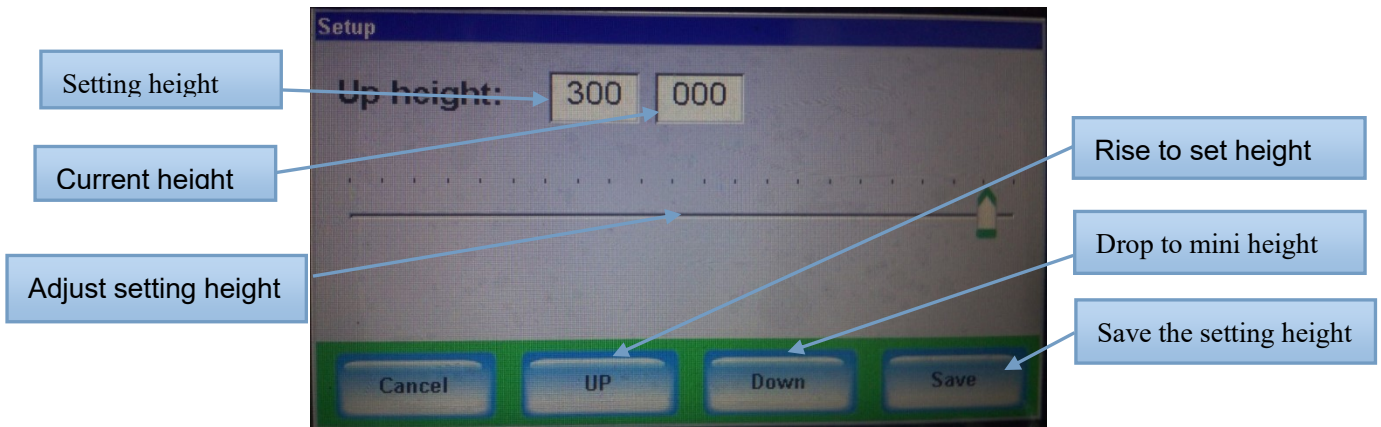 Setup
Setting height
Up height: 300 000
Current height
Rise to set height
Adjust setting height
Drop to mini height
Save the setting height
Cancel UP Down Save